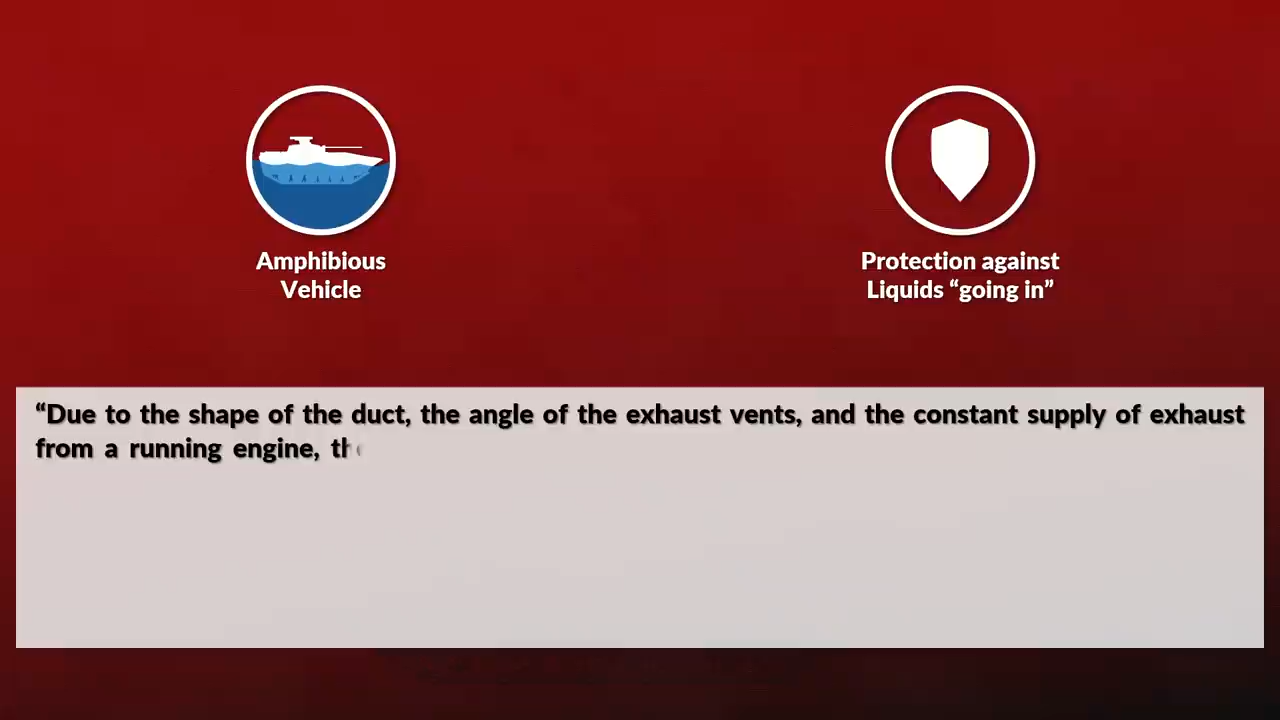 Amphibious
Vehicle
Protection against
Liquids “going in”
“Due to the shape of the duct, the angle of the exhaust vents, and the constant supply of exhaust
from a running engine,